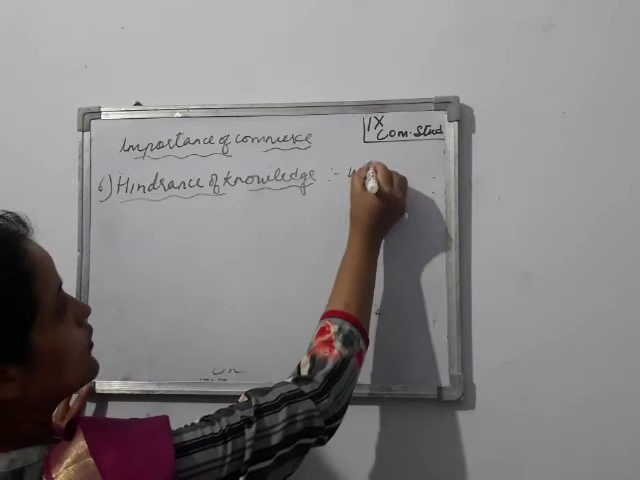 IX
Com. Stud
Importance of commerce
6) Hindrance of knowledge :-